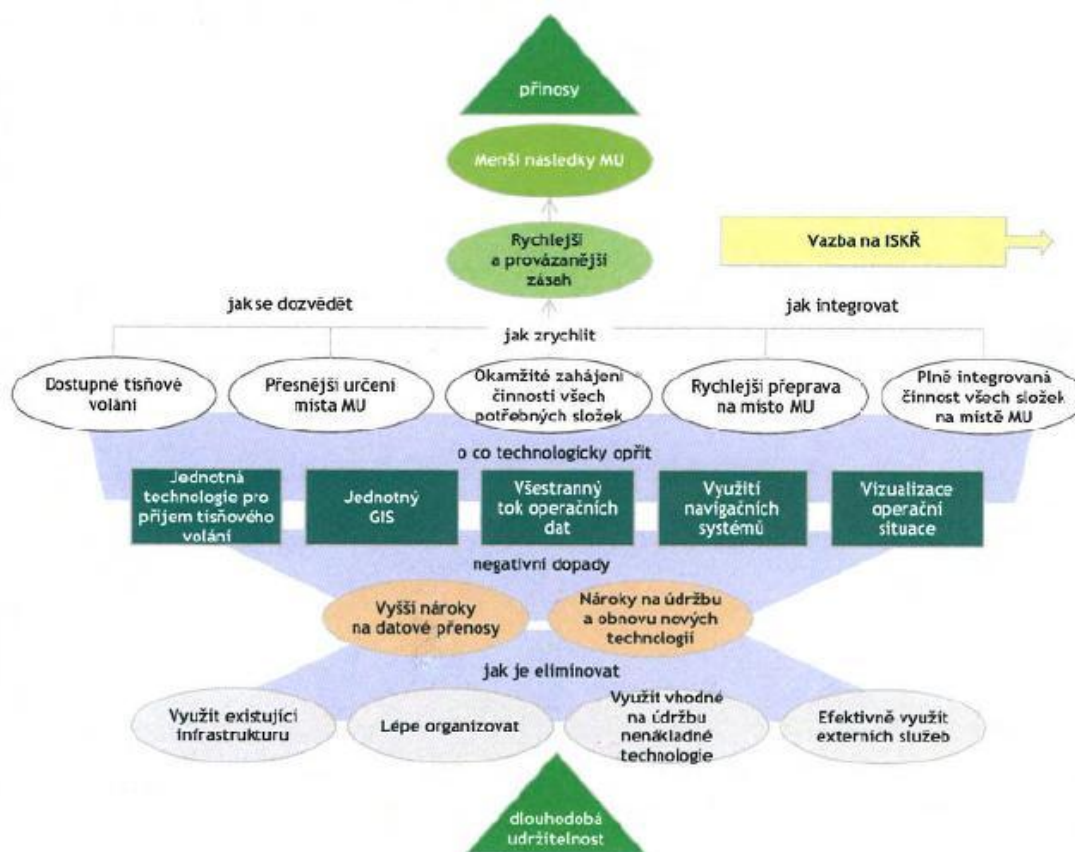 přínosy
Menší následky MU
Rychlejší
a provázanější
zásah
Vazba na ISKŘ
jak se dozvědět
jak integrovat
jak zrychlit
Dostupné tísňové
volání
Přesnější určení
místa MU
Okamžité zahájení
činnosti všech
potřebných složek
Rychlejší přeprava
na místo MU
Plně integrovaná
činnost všech složek
na místě MU
o co technologicky opřít
Jednotná
technologie pro
příjem tísňového
volání
Jednotný
GIS
Všestranný
tok operačních
dat
Využití
navigačních
systémů
Vizualizace
operační
situace
negativní dopady
Vyšší nároky
na datové přenosy
Nároky na údržbu
a obnovu nových
technologií
jak je eliminovat
Využít existující
infrastrukturu
Lépe organizovat
Využít vhodné
na údržbu
nenákladné
technologie
Efektivně využít
externích služeb
dlouhodobá
udržitelnost